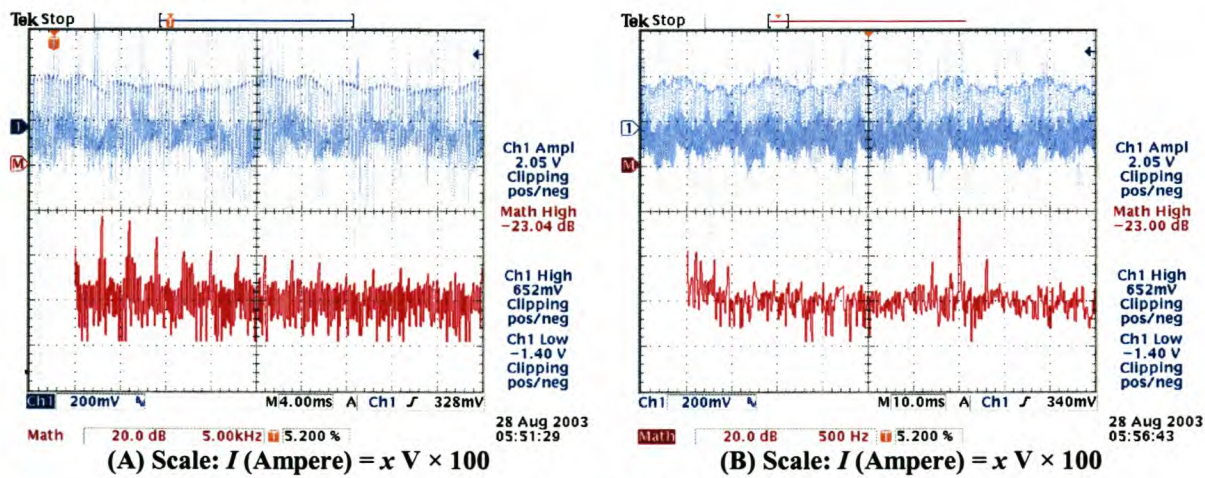 Tek Stop
T
T
1
M
Ch1 Ampl
2.05 V
Clipping
pos/neg
Math High
−23.04 dB
Ch1 High
652mV
Clipping
pos/neg
Ch1 Low
−1.40 V
Clipping
pos/neg
Ch1 200mV M4.00ms A Ch1 328mV
Math 20.0 dB 5.00kHz T 5.200 %
28 Aug 2003
05:51:29
(A) Scale: I (Ampere) = x V × 100
Tek Stop
1
M
Ch1 Ampl
2.05 V
Clipping
pos/neg
Math High
−23.00 dB
Ch1 High
652mV
Clipping
pos/neg
Ch1 Low
−1.40 V
Clipping
pos/neg
Ch1 200mV M10.0ms A Ch1 340mV
Math 20.0 dB 500 Hz T 5.200 %
28 Aug 2003
05:56:43
(B) Scale: I (Ampere) = x V × 100